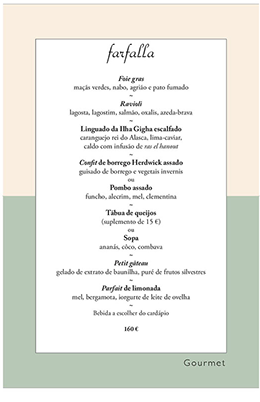 farfalla
Foie gras
maçãs verdes, nabo, agrião e pato fumado
~
Ravioli
lagosta, lagostim, salmão, oxalis, azeda-brava
~
Linguado da Ilha Gigha escalfado
caranguejo rei do Alasca, lima-caviar,
caldo com infusão de ras el hanout
~
Confit de borrego Herdwick assado
guisado de borrego e vegetais invernis
ou
Pombo assado
funcho, alecrim, mel, clementina
~
Tábua de queijos
(suplemento de 15 €)
ou
Sopa
ananás, côco, combava
~
Petit gâteau
gelado de extrato de baunilha, puré de frutos silvestres
~
Parfait de limonada
mel, bergamota, iorgurte de leite de ovelha
~
Bebida a escolher do cardápio
160 €
Gourmet